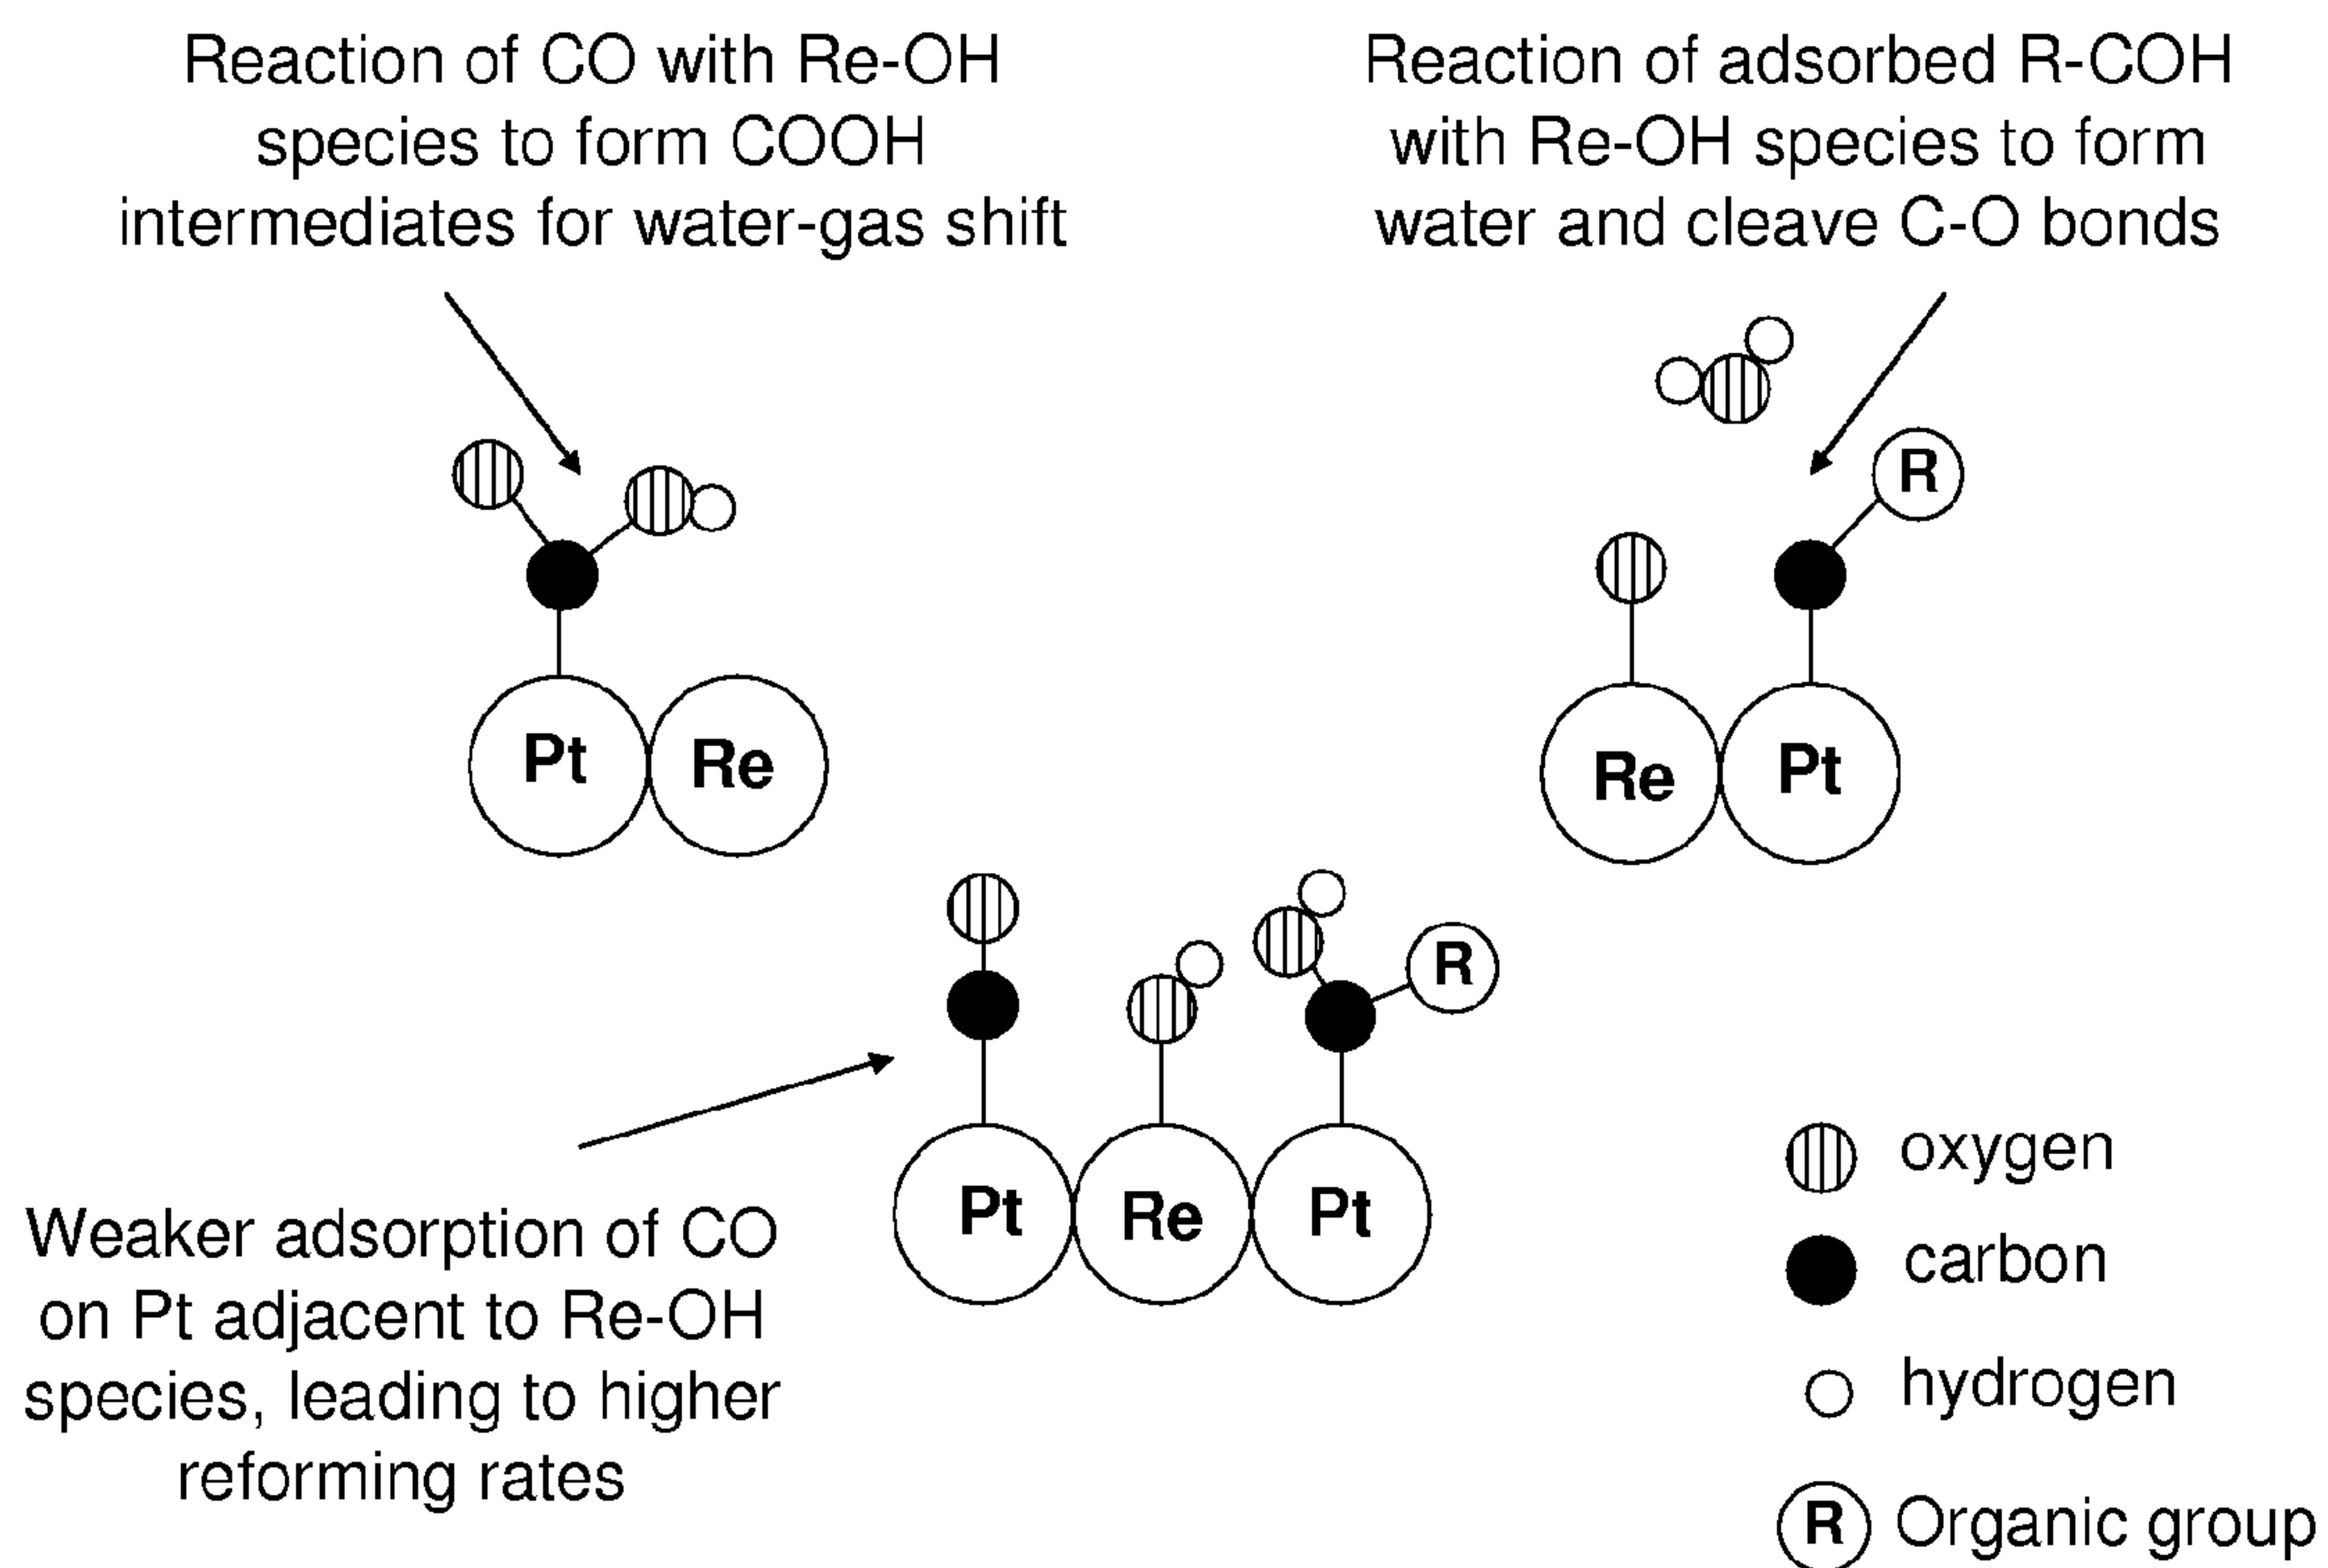 Reaction of CO with Re-OH
species to form COOH
intermediates for water-gas shift
Reaction of adsorbed R-COH
with Re-OH species to form
water and cleave C-O bonds
R
Pt
Re
Re
Pt
R
Pt
Re
Pt
Weaker adsorption of CO
on Pt adjacent to Re-OH
species, leading to higher
reforming rates
oxygen
carbon
hydrogen
R Organic group